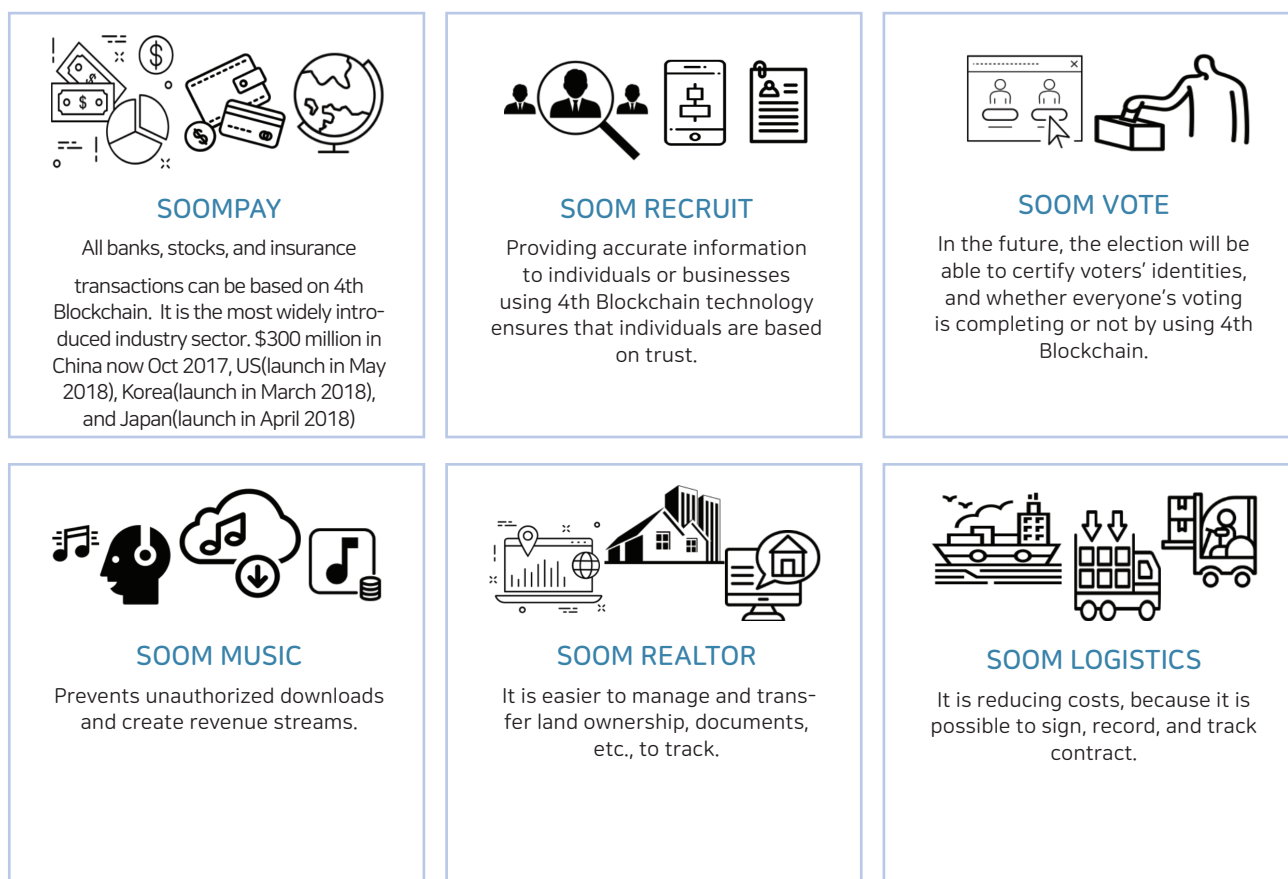 SOOMPAY
All banks, stocks, and insurance
transactions can be based on 4th
Blockchain. It is the most widely intro-
duced industry sector. $300 million in
China now Oct 2017, US(launch in May
2018), Korea(launch in March 2018),
and Japan(launch in April 2018)
SOOM RECRUIT
Providing accurate information
to individuals or businesses
using 4th Blockchain technology
ensures that individuals are based
on trust.
SOOM VOTE
In the future, the election will be
able to certify voters’ identities,
and whether everyone’s voting
is completing or not by using 4th
Blockchain.
SOOM MUSIC
Prevents unauthorized downloads
and create revenue streams.
SOOM REALTOR
It is easier to manage and trans-
fer land ownership, documents,
etc., to track.
SOOM LOGISTICS
It is reducing costs, because it is
possible to sign, record, and track
contract.